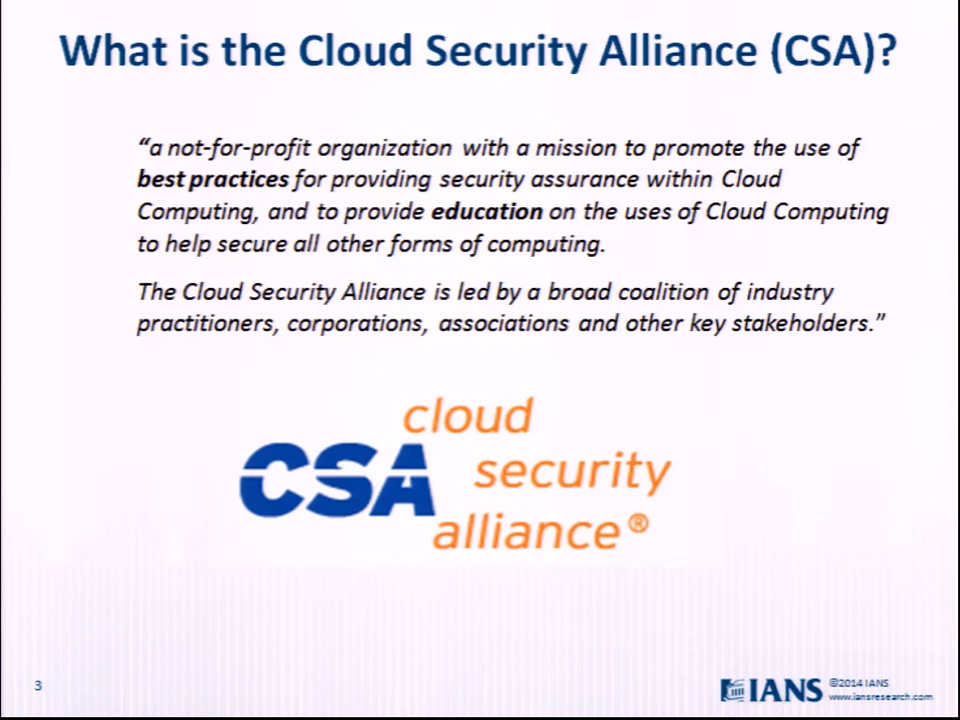 What is the Cloud Security Alliance (CSA)?
“a not-for-profit organization with a mission to promote the use of
best practices for providing security assurance within Cloud
Computing, and to provide education on the uses of Cloud Computing
to help secure all other forms of computing.
The Cloud Security Alliance is led by a broad coalition of industry
practitioners, corporations, associations and other key stakeholders.”
cloud
CSA security
alliance®
3
IANS ©2014 IANS
www.iansresearch.com